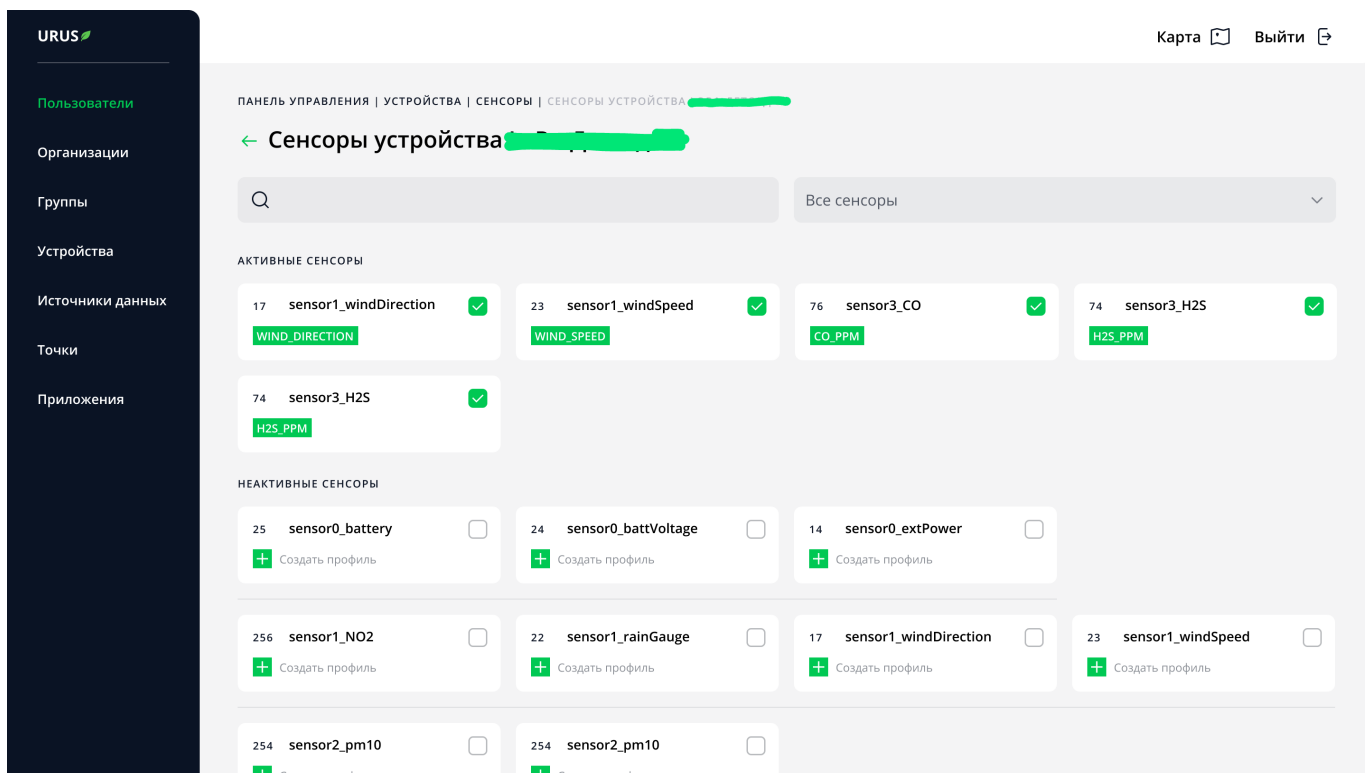 URUS
Карта Выйти
Пользователи
Организации
Группы
Устройства
Источники данных
Точки
Приложения
ПАНЕЛЬ УПРАВЛЕНИЯ | УСТРОЙСТВА | СЕНСОРЫ | СЕНСОРЫ УСТРОЙСТВА
← Сенсоры устройства
Все сенсоры
АКТИВНЫЕ СЕНСОРЫ
17 sensor1_windDirection
WIND_DIRECTION
23 sensor1_windSpeed
WIND_SPEED
76 sensor3_CO
CO_PPM
74 sensor3_H2S
H2S_PPM
74 sensor3_H2S
H2S_PPM
НЕАКТИВНЫЕ СЕНСОРЫ
25 sensor0_battery
Создать профиль
24 sensor0_battVoltage
Создать профиль
14 sensor0_extPower
Создать профиль
256 sensor1_NO2
Создать профиль
22 sensor1_rainGauge
Создать профиль
17 sensor1_windDirection
Создать профиль
23 sensor1_windSpeed
Создать профиль
254 sensor2_pm10
254 sensor2_pm10